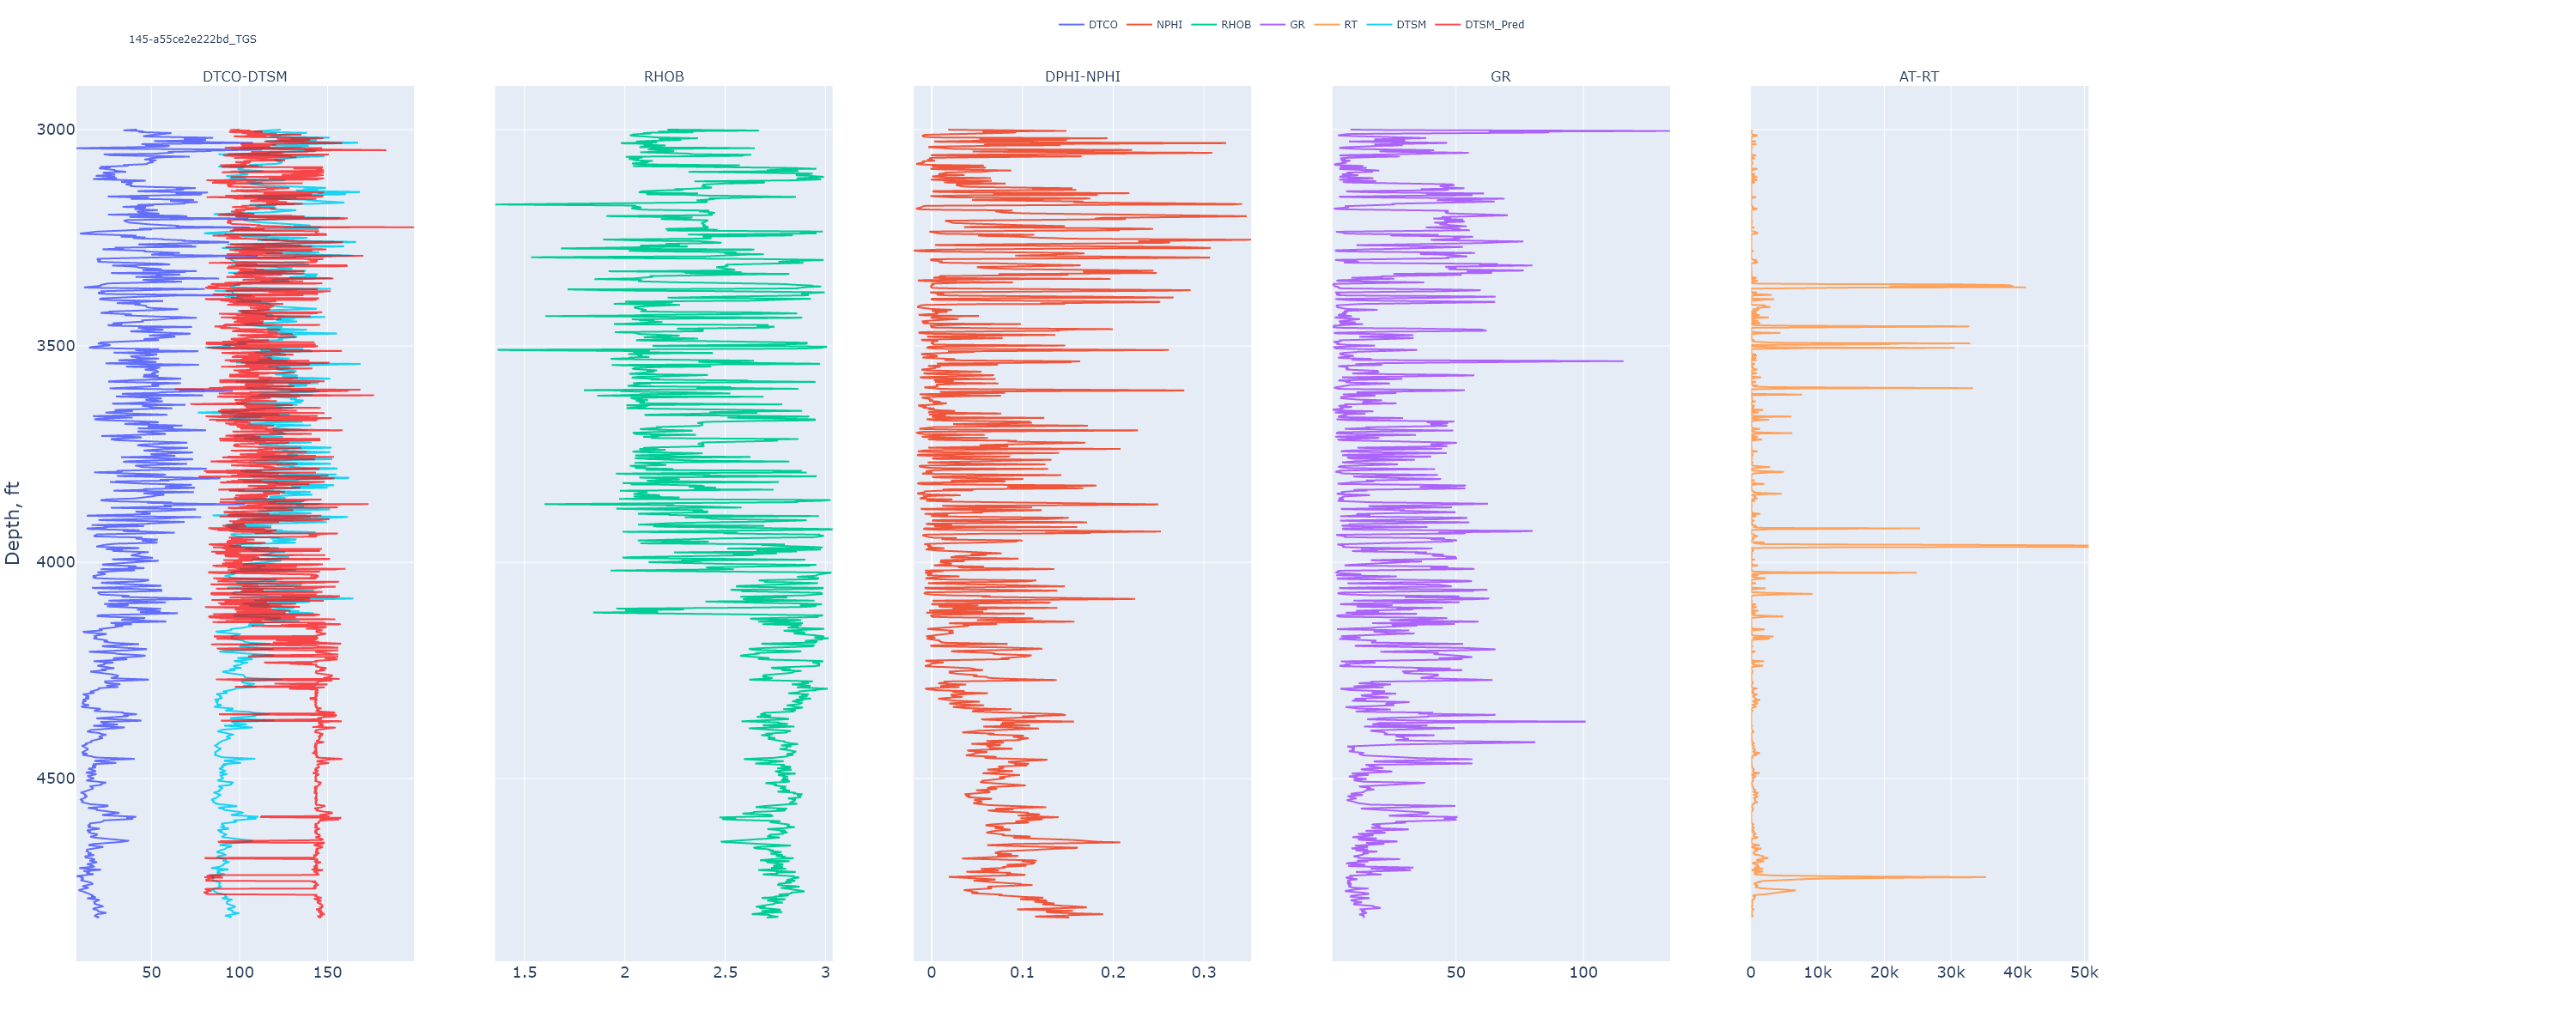 DTCO NPHI RHOB GR RT DTSM DTSM_Pred
145-a55ce2e222bd_TGS
DTCO-DTSM RHOB DPHI-NPHI GR AT-RT
Depth, ft
3000
3500
4000
4500
50 100 150 1.5 2 2.5 3 0 0.1 0.2 0.3 50 100 0 10k 20k 30k 40k 50k